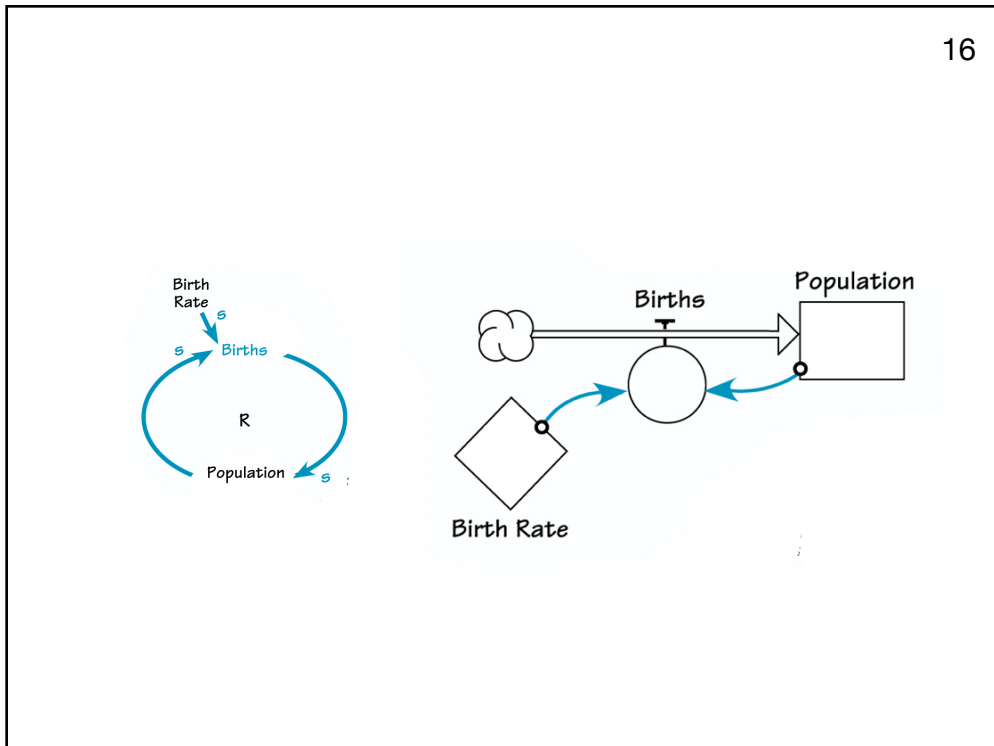 16
Birth
Rate
s
s
Births
R
Population
s
Births
Population
Birth Rate